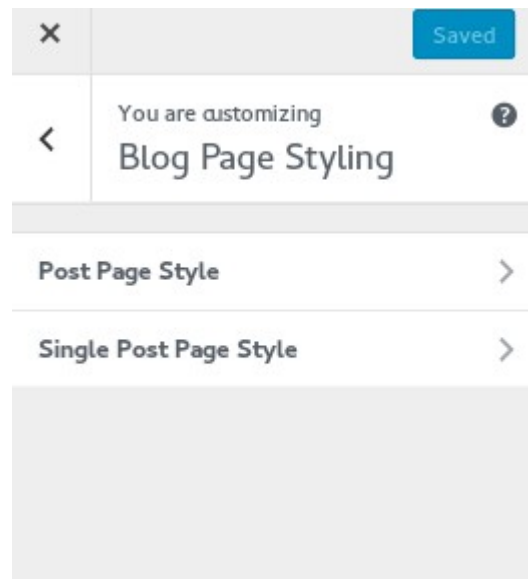 Saved
You are customizing
Blog Page Styling
Post Page Style
Single Post Page Style